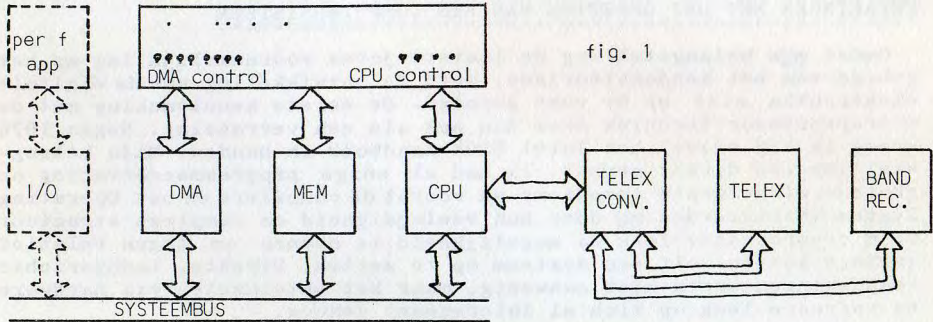 per f
app
DMA control
CPU control
fig. 1
I/O
DMA
MEM
CPU
TELEX
CONV.
TELEX
BAND
REC.
SYSTEEMBUS